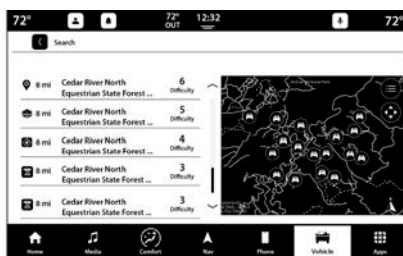 72°
72°
OUT
12:32
72°
Search
8 mi
Cedar River North
Equestrian State Forest ...
6
Difficulty
8 mi
Cedar River North
Equestrian State Forest ...
5
Difficulty
8 mi
Cedar River North
Equestrian State Forest ...
4
Difficulty
8 mi
Cedar River North
Equestrian State Forest ...
3
Difficulty
8 mi
Cedar River North
Equestrian State Forest ...
3
Difficulty
Home
Media
Comfort
Nav
Phone
Vehicle
Apps